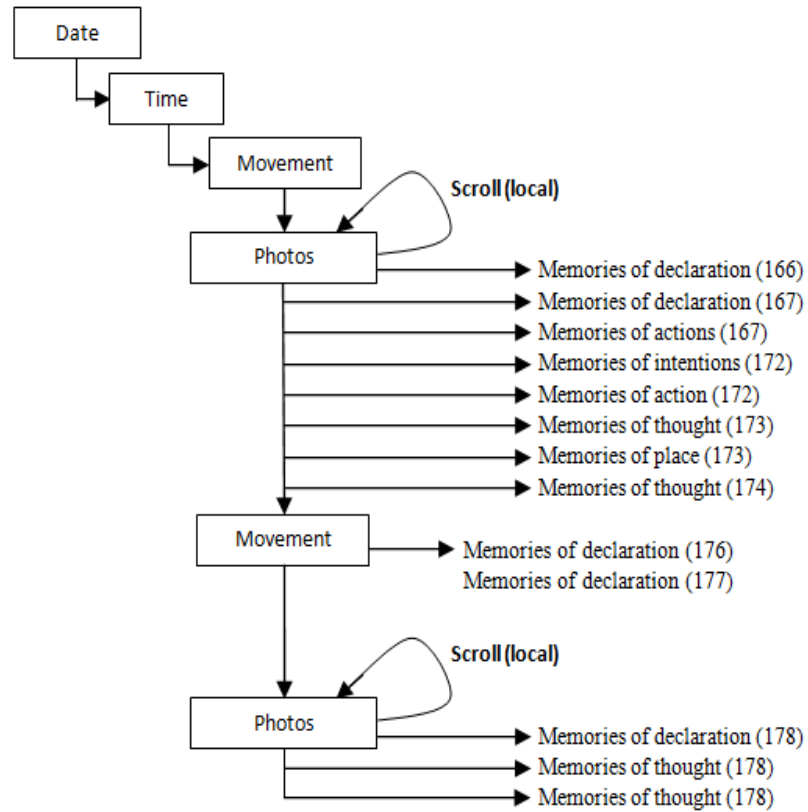 Date
Time
Movement
Scroll (local)
Photos
Memories of declaration (166)
Memories of declaration (167)
Memories of actions (167)
Memories of intentions (172)
Memories of action (172)
Memories of thought (173)
Memories of place (173)
Memories of thought (174)
Movement
Memories of declaration (176)
Memories of declaration (177)
Scroll (local)
Photos
Memories of declaration (178)
Memories of thought (178)
Memories of thought (178)